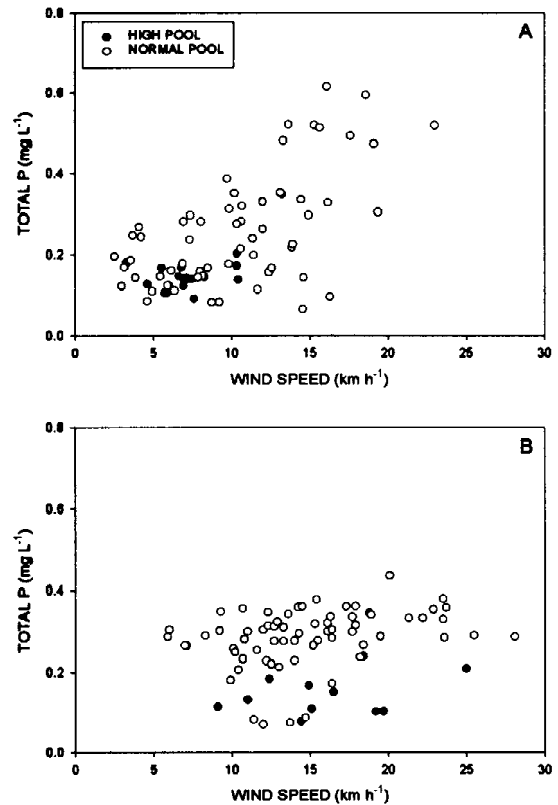 A
HIGH POOL
NORMAL POOL
TOTAL P (mg L⁻¹)
0.8
0.6
0.4
0.2
0.0
0 5 10 15 20 25 30
WIND SPEED (km h⁻¹)
B
TOTAL P (mg L⁻¹)
0.8
0.6
0.4
0.2
0.0
0 5 10 15 20 25 30
WIND SPEED (km h⁻¹)